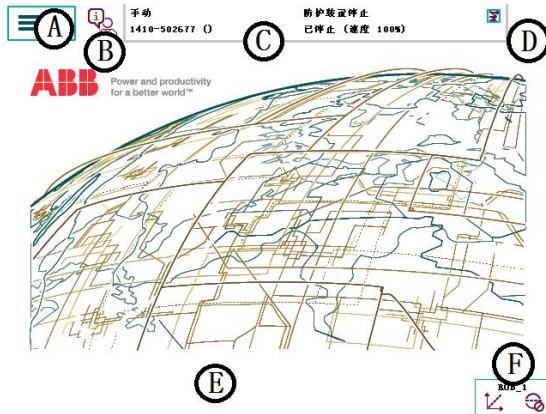 A
B
手动
1410-502677 ()
C
防护装置停止
已停止 (速度 100%)
D
ABB
Power and productivity
for a better world™
E
F
ROB_1